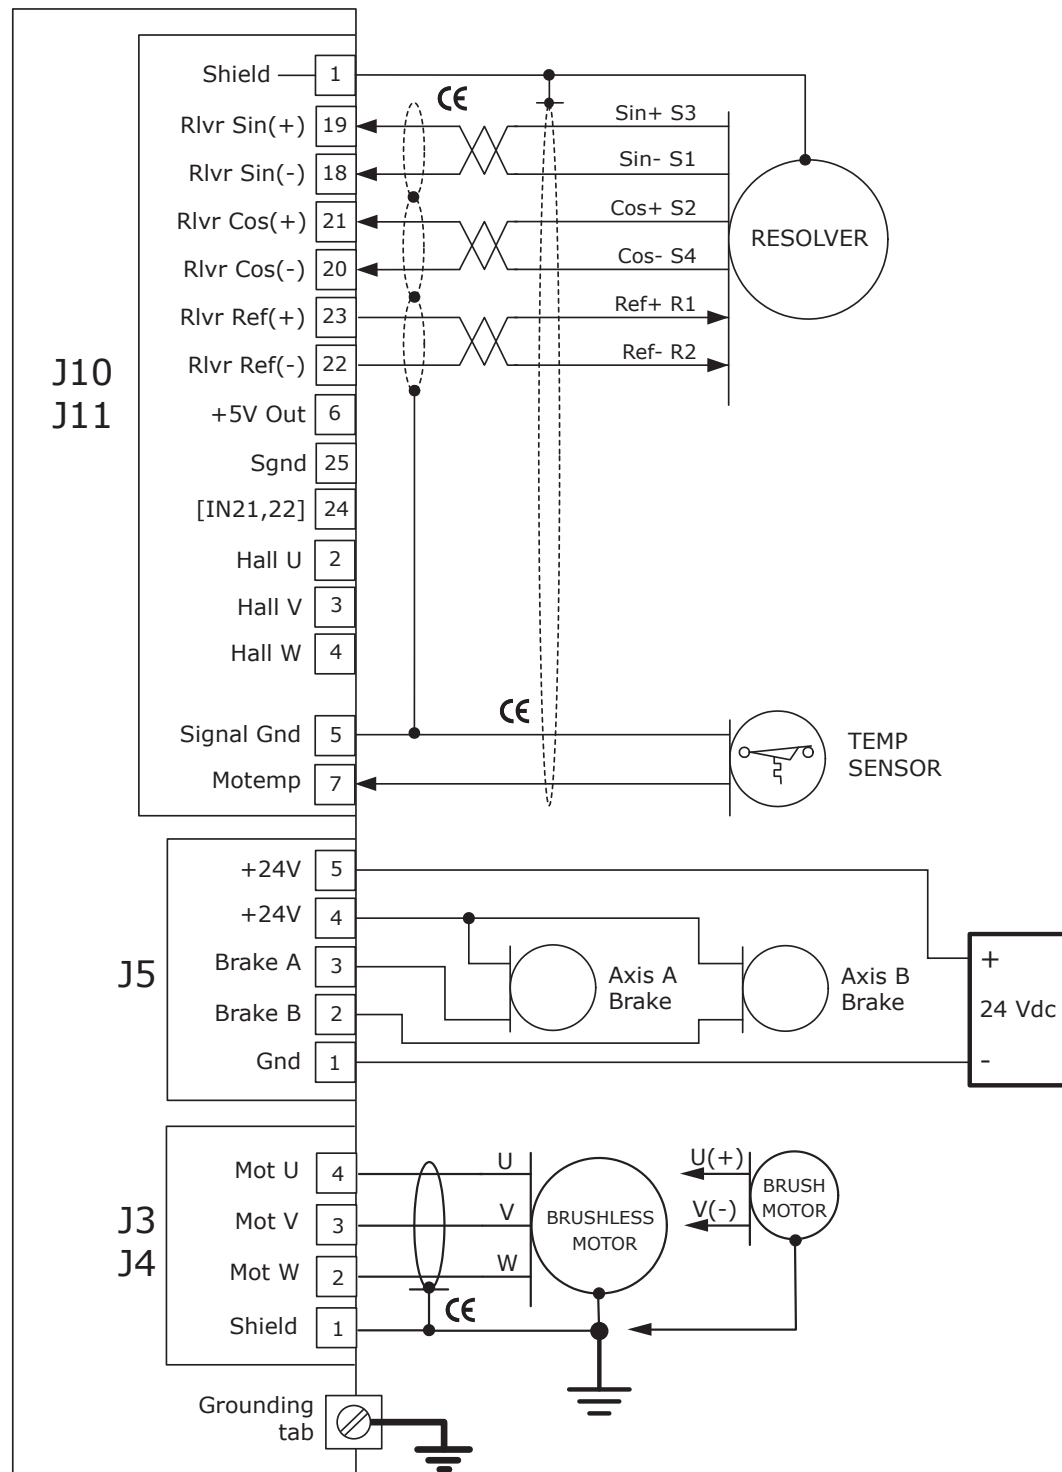 J10
J11
Shield 1
CE
Rlvr Sin(+) 19 Sin+ S3
Rlvr Sin(-) 18 Sin- S1
Rlvr Cos(+) 21 Cos+ S2
RESOLVER
Rlvr Cos(-) 20 Cos- S4
Rlvr Ref(+) 23 Ref+ R1
Rlvr Ref(-) 22 Ref- R2
+5V Out 6
Sgnd 25
[IN21,22] 24
Hall U 2
Hall V 3
Hall W 4
CE
Signal Gnd 5
Motemp 7
TEMP
SENSOR
J5
+24V 5
+24V 4
Brake A 3
Brake B 2
Gnd 1
Axis A
Brake
Axis B
Brake
+
24 Vdc
-
J3
J4
Mot U 4 U
Mot V 3 V
Mot W 2 W
Shield 1
CE
BRUSHLESS
MOTOR
U(+)
V(-)
BRUSH
MOTOR
Grounding
tab